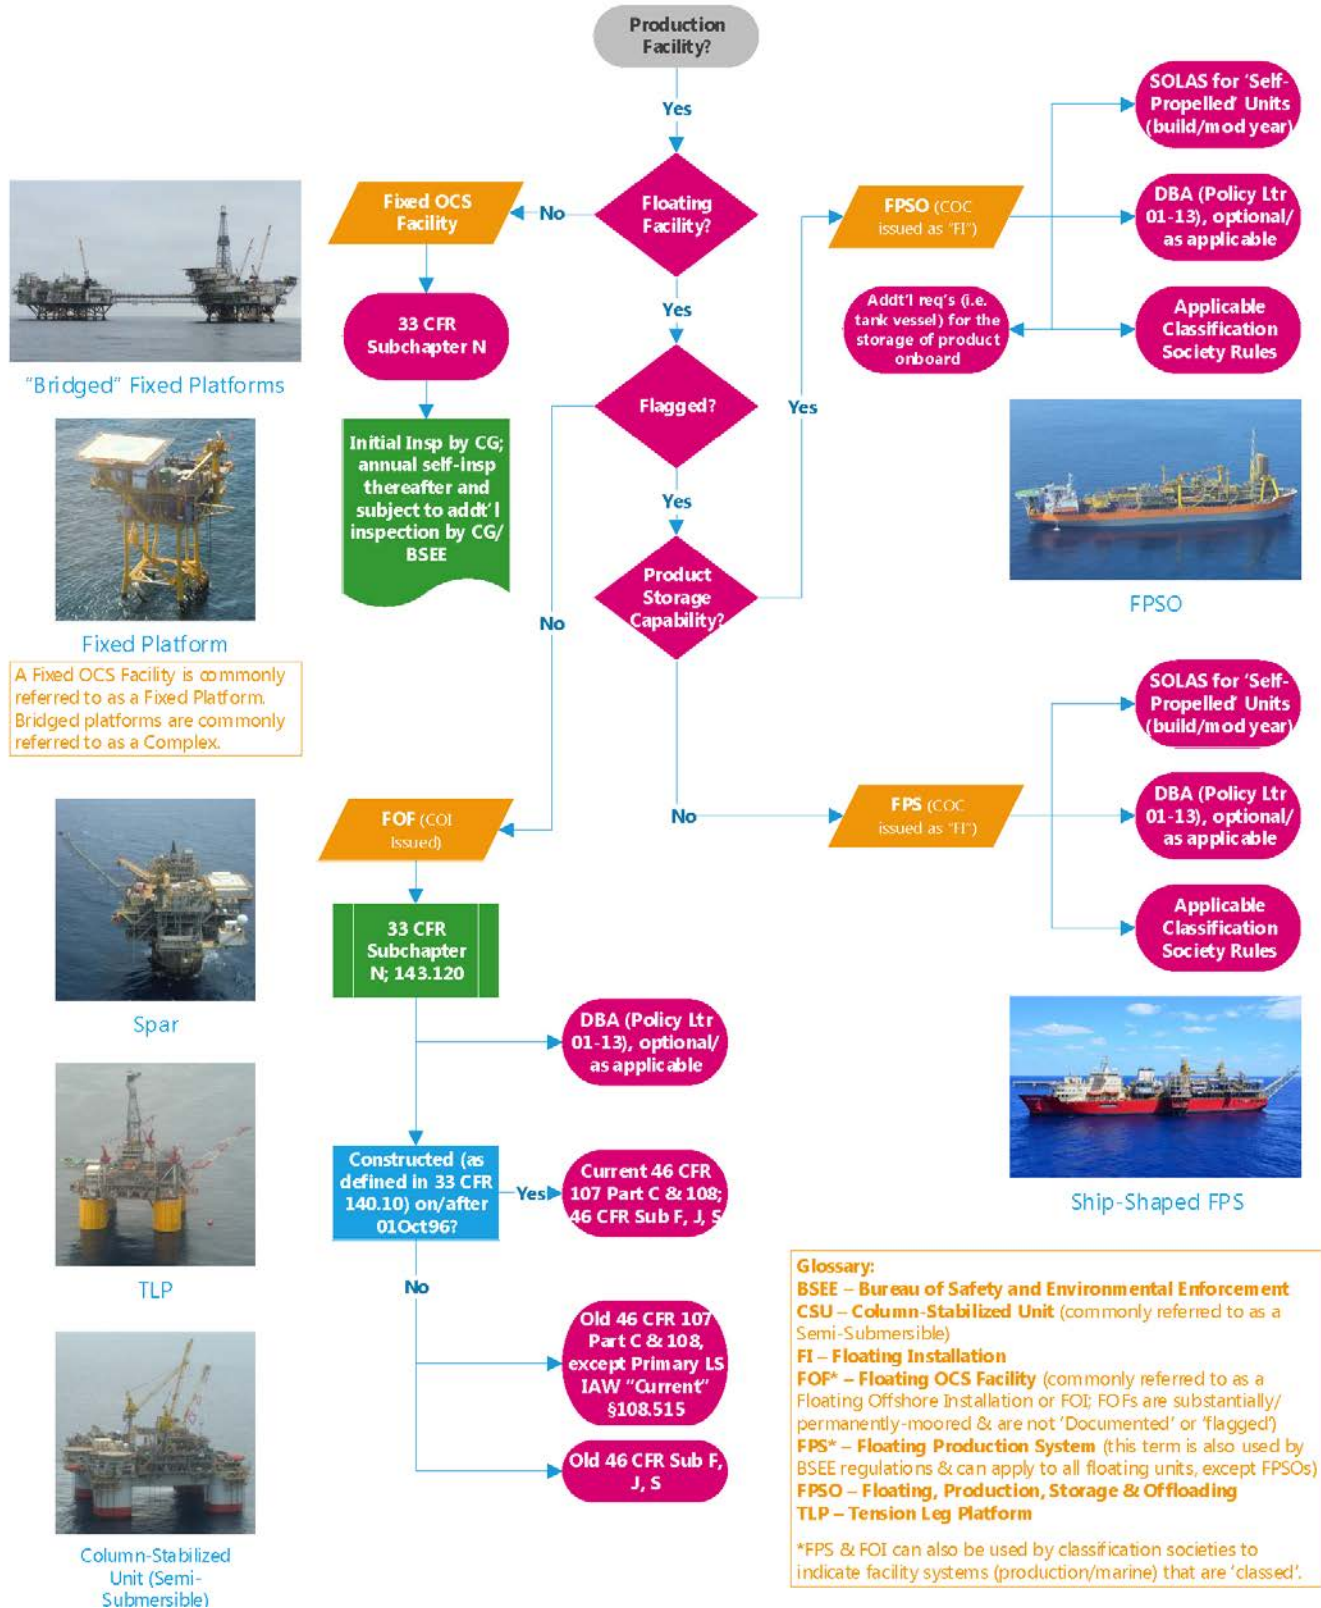 Production
Facility?
Yes
Floating
Facility?
No
Fixed OCS
Facility
33 CFR
Subchapter N
Initial Insp by CG;
annual self-insp
thereafter and
subject to addt'l
inspection by CG/
BSEE
Yes
Flagged?
Yes
Product
Storage
Capability?
Yes
FPSO (COC
issued as "FI")
SOLAS for 'Self-
Propelled' Units
(build/mod year)
DBA (Policy Ltr
01-13), optional/
as applicable
Addt'l req's (i.e.
tank vessel) for the
storage of product
onboard
Applicable
Classification
Society Rules
FPSO
"Bridged" Fixed Platforms
Fixed Platform
A Fixed OCS Facility is commonly
referred to as a Fixed Platform.
Bridged platforms are commonly
referred to as a Complex.
No
FPS (COC
issued as "FI")
SOLAS for 'Self-
Propelled' Units
(build/mod year)
DBA (Policy Ltr
01-13), optional/
as applicable
Applicable
Classification
Society Rules
Ship-Shaped FPS
No
FOF (COI
Issued)
33 CFR
Subchapter
N; 143.120
DBA (Policy Ltr
01-13), optional/
as applicable
Constructed (as
defined in 33 CFR
140.10) on/after
01Oct96?
Yes
Current 46 CFR
107 Part C & 108;
46 CFR Sub F, J, S
No
Old 46 CFR 107
Part C & 108,
except Primary LS
IAW "Current"
§108.515
Old 46 CFR Sub F,
J, S
Spar
TLP
Column-Stabilized
Unit (Semi-
Submersible)
Glossary:
BSEE – Bureau of Safety and Environmental Enforcement
CSU – Column-Stabilized Unit (commonly referred to as a
Semi-Submersible)
FI – Floating Installation
FOF* – Floating OCS Facility (commonly referred to as a
Floating Offshore Installation or FOI; FOFs are substantially/
permanently-moored & are not 'Documented' or 'flagged')
FPS* – Floating Production System (this term is also used by
BSEE regulations & can apply to all floating units, except FPSOs)
FPSO – Floating, Production, Storage & Offloading
TLP – Tension Leg Platform
*FPS & FOI can also be used by classification societies to
indicate facility systems (production/marine) that are 'classed'.